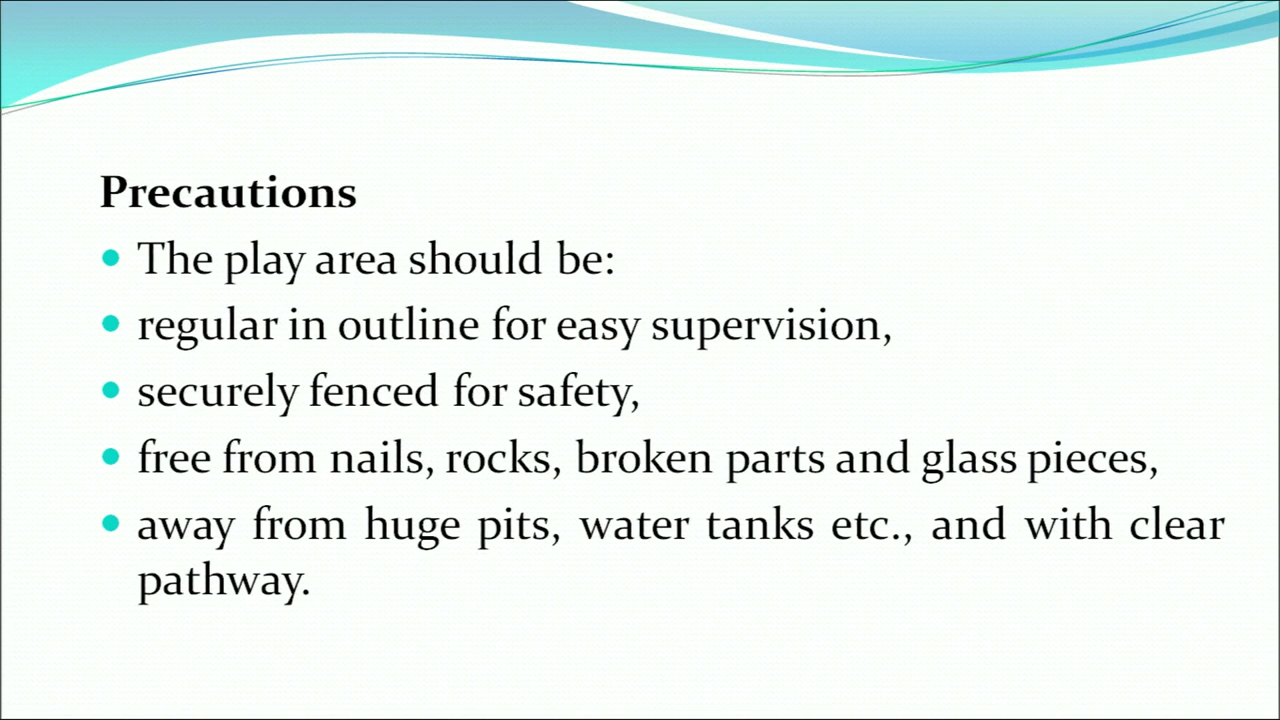 Precautions
• The play area should be:
• regular in outline for easy supervision,
• securely fenced for safety,
• free from nails, rocks, broken parts and glass pieces,
• away from huge pits, water tanks etc., and with clear
pathway.